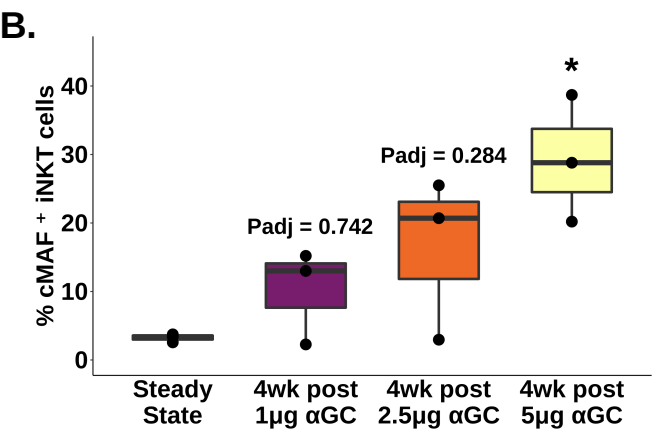 B.
% cMAF + iNKT cells
40
30
20
10
0
*
Padj = 0.284
Padj = 0.742
Steady State
4wk post 1µg αGC
4wk post 2.5µg αGC
4wk post 5µg αGC